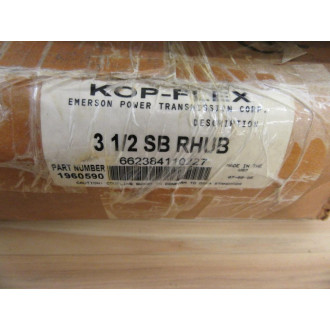 KOP-FLEX
EMERSON POWER TRANSMISSION CORP.
DESCRIPTION
3 1/2 SB RHUB
662384110227
PART NUMBER
1960590
MADE IN THE
USA